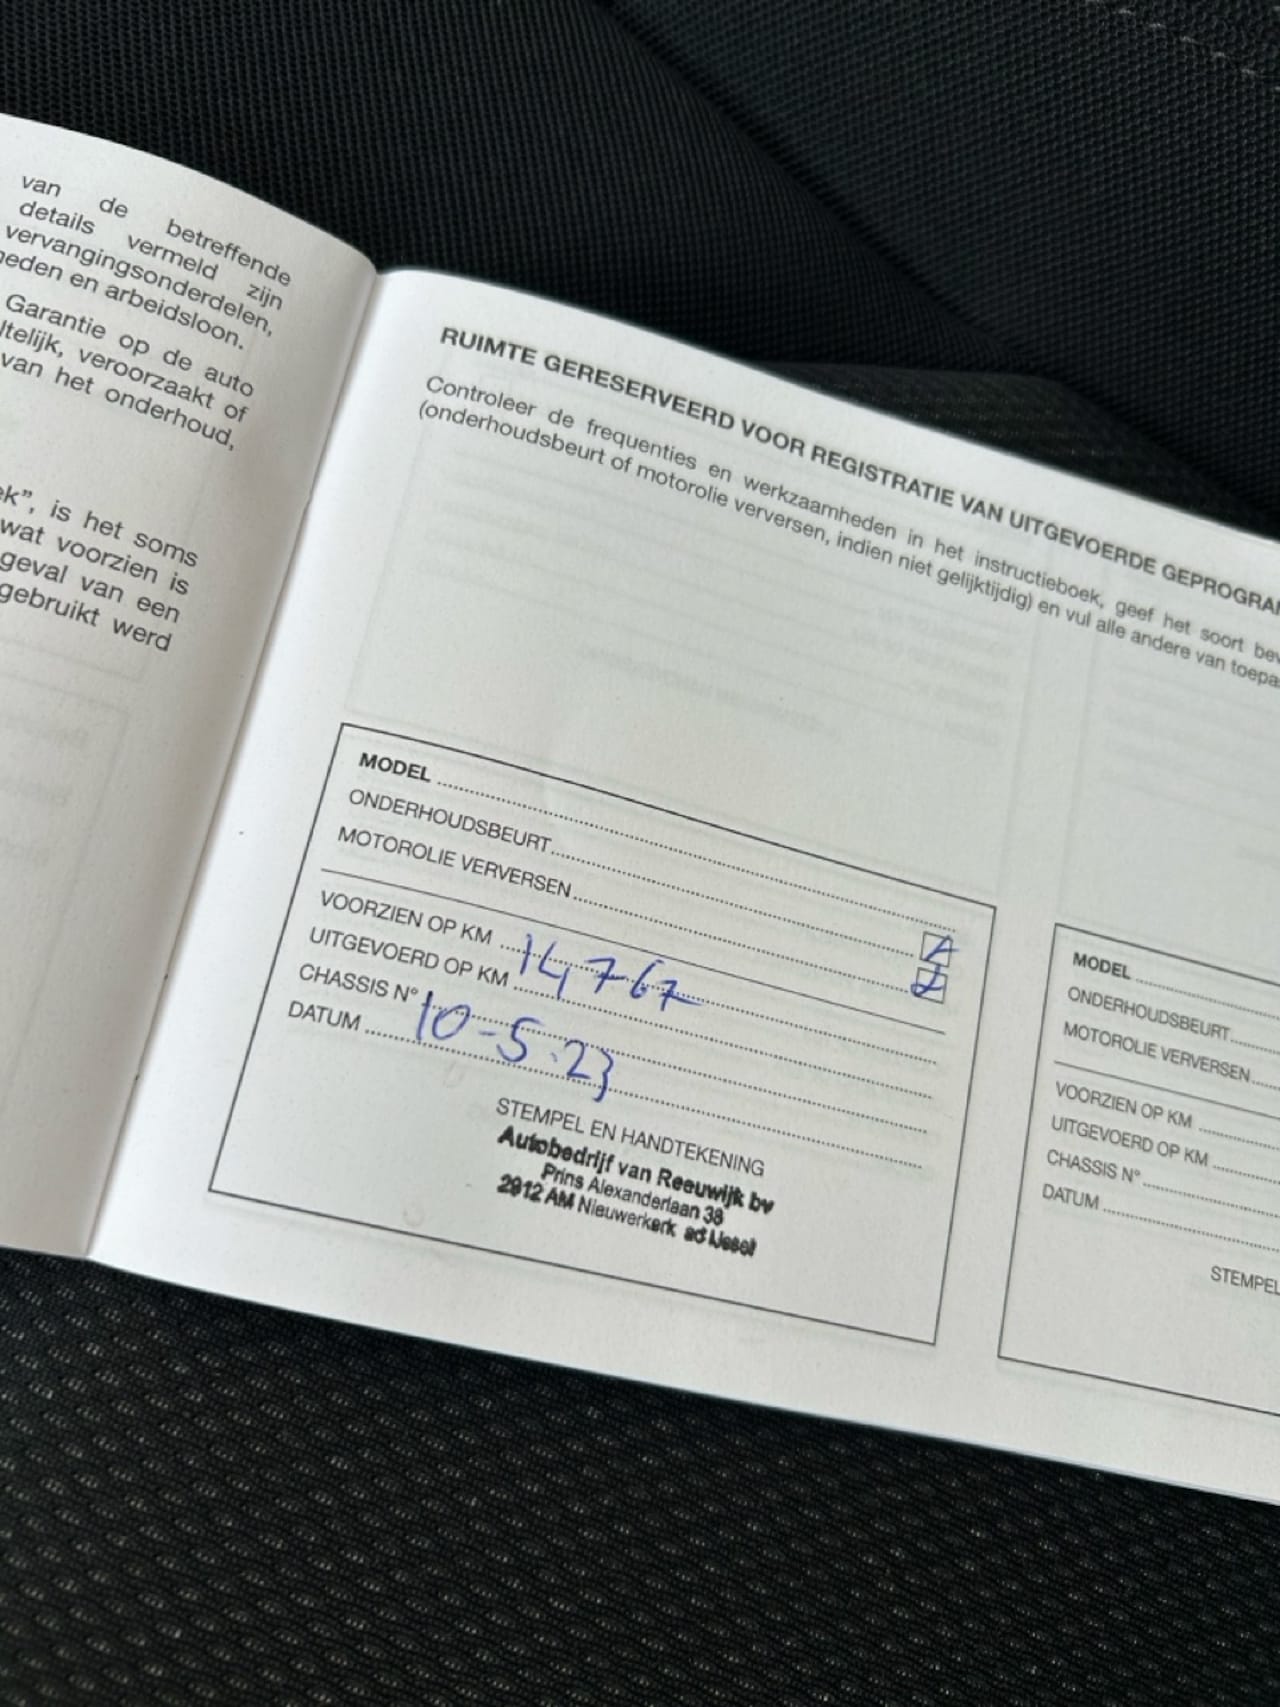 van de betreffende
details vermeld zijn
vervangingsonderdelen,
heden en arbeidsloon.
Garantie op de auto
ltelijk, veroorzaakt of
van het onderhoud,
ek”, is het soms
wat voorzien is
geval van een
gebruikt werd
RUIMTE GERESERVEERD VOOR REGISTRATIE VAN UITGEVOERDE GEPROGRAM
Controleer de frequenties en werkzaamheden in het instructieboek, geef het soort bev
(onderhoudsbeurt of motorolie verversen, indien niet gelijktijdig) en vul alle andere van toepa
MODEL
ONDERHOUDSBEURT
MOTOROLIE VERVERSEN
VOORZIEN OP KM
UITGEVOERD OP KM 14767
CHASSIS N°
DATUM 10-5-23
STEMPEL EN HANDTEKENING
Autobedrijf van Reeuwijk bv
Prins Alexanderlaan 38
2912 AM Nieuwerkerk ad IJssel
MODEL
ONDERHOUDSBEURT
MOTOROLIE VERVERSEN
VOORZIEN OP KM
UITGEVOERD OP KM
CHASSIS N°
DATUM
STEMPEL